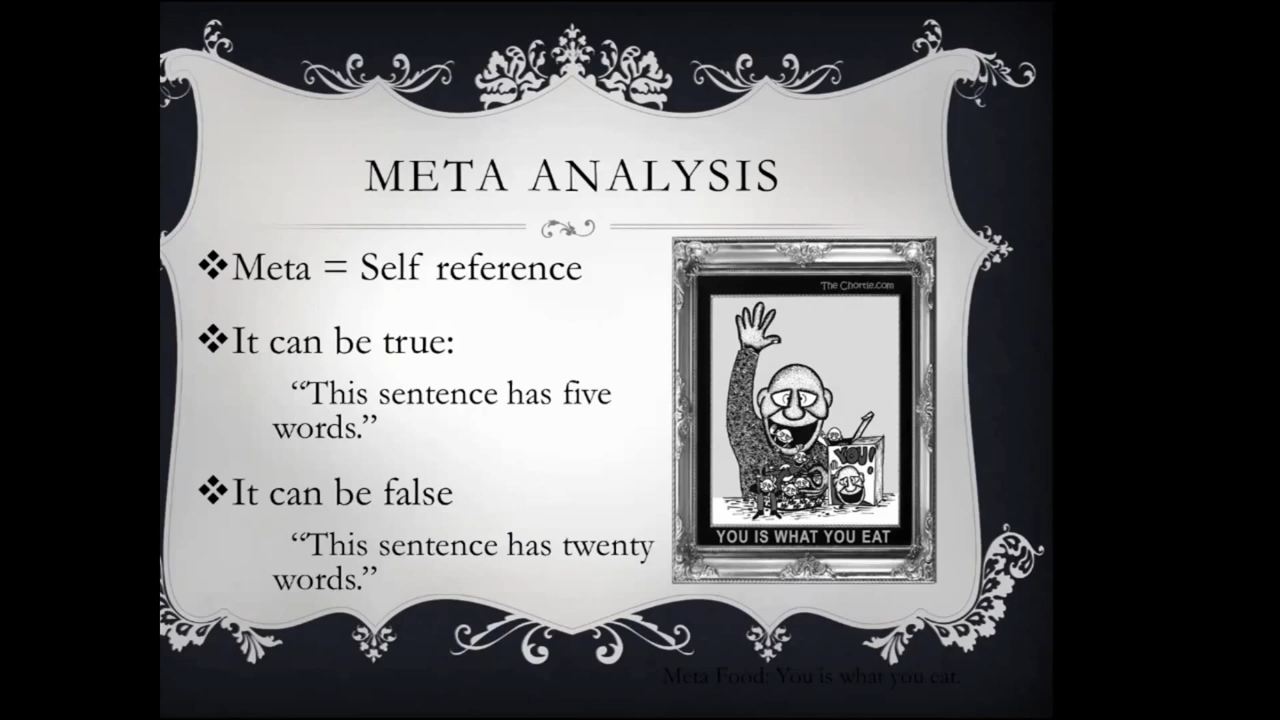 META ANALYSIS
❖Meta = Self reference
❖It can be true:
“This sentence has five
words.”
❖It can be false
“This sentence has twenty
words.”
The Chortle.com
YOU!
YOU IS WHAT YOU EAT
Meta Food: You is what you eat.